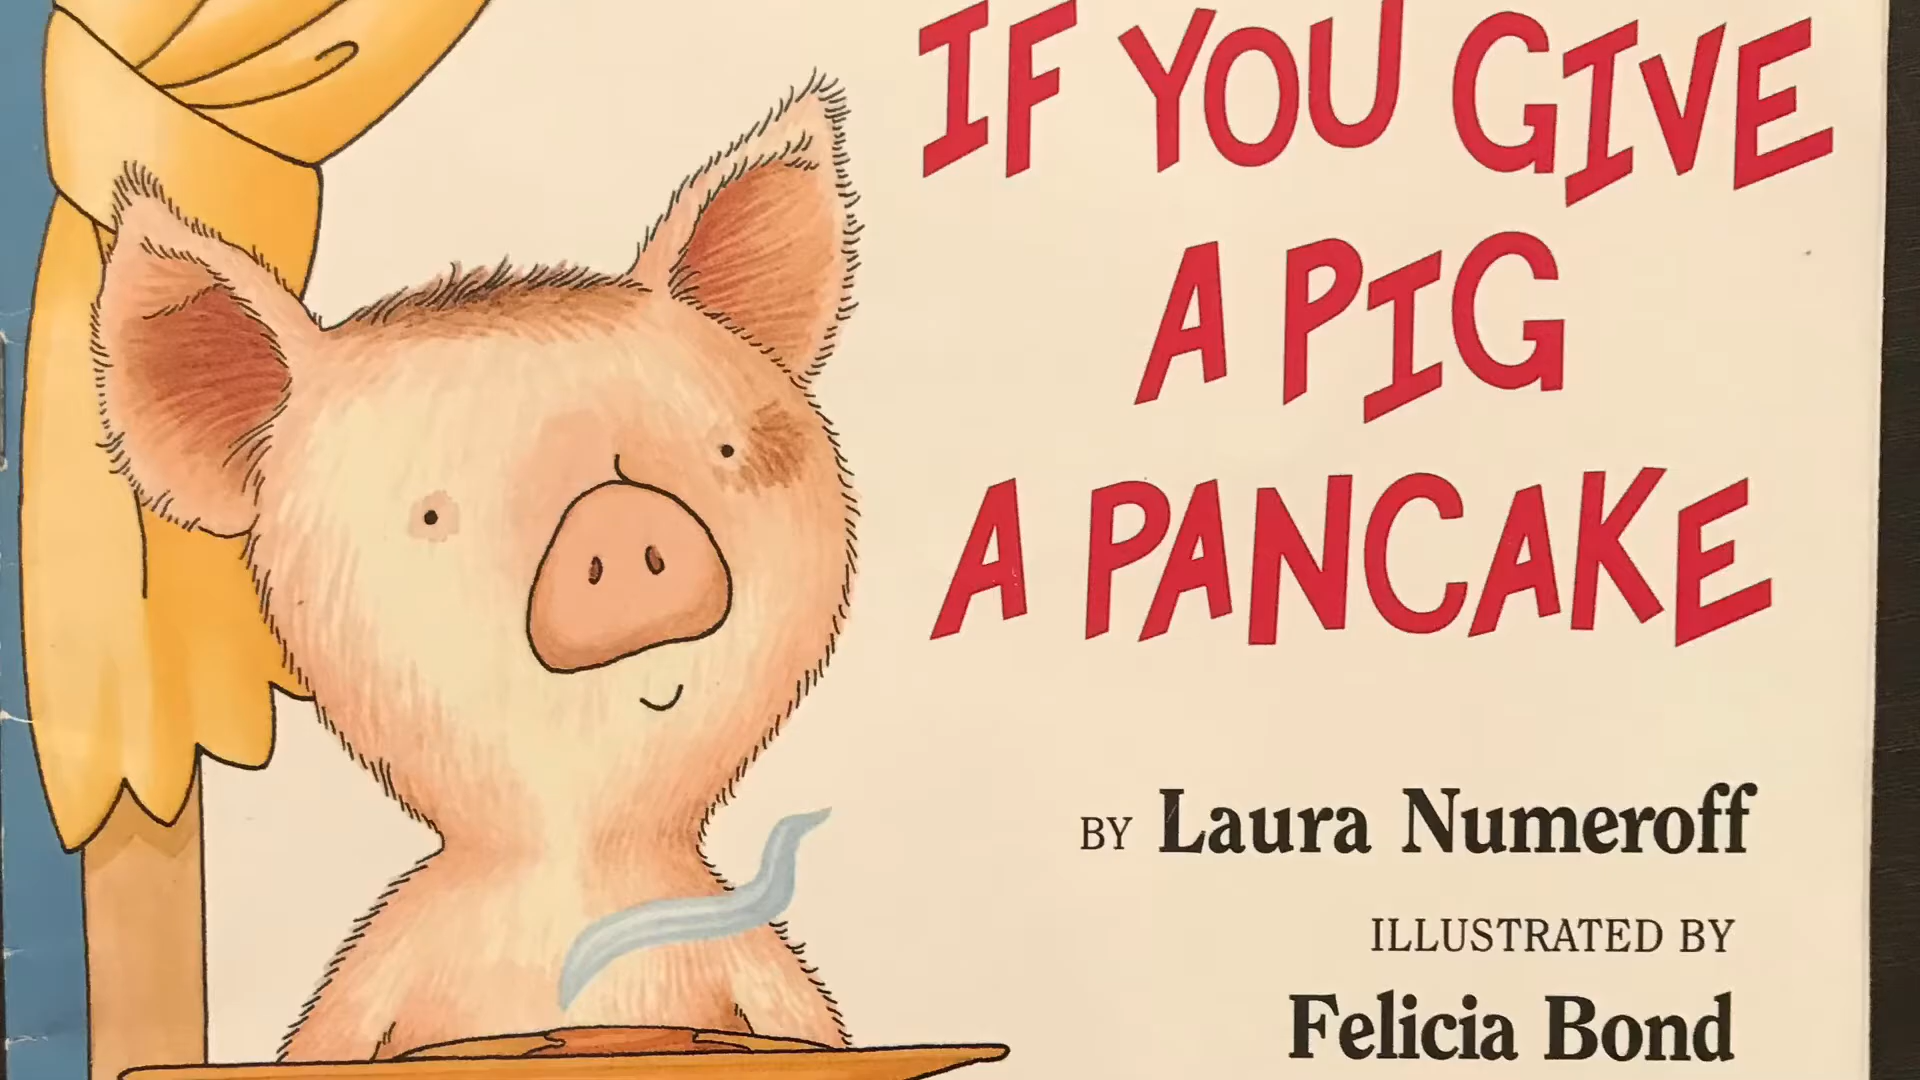 IF YOU GIVE
A PIG
A PANCAKE
BY Laura Numeroff
ILLUSTRATED BY
Felicia Bond